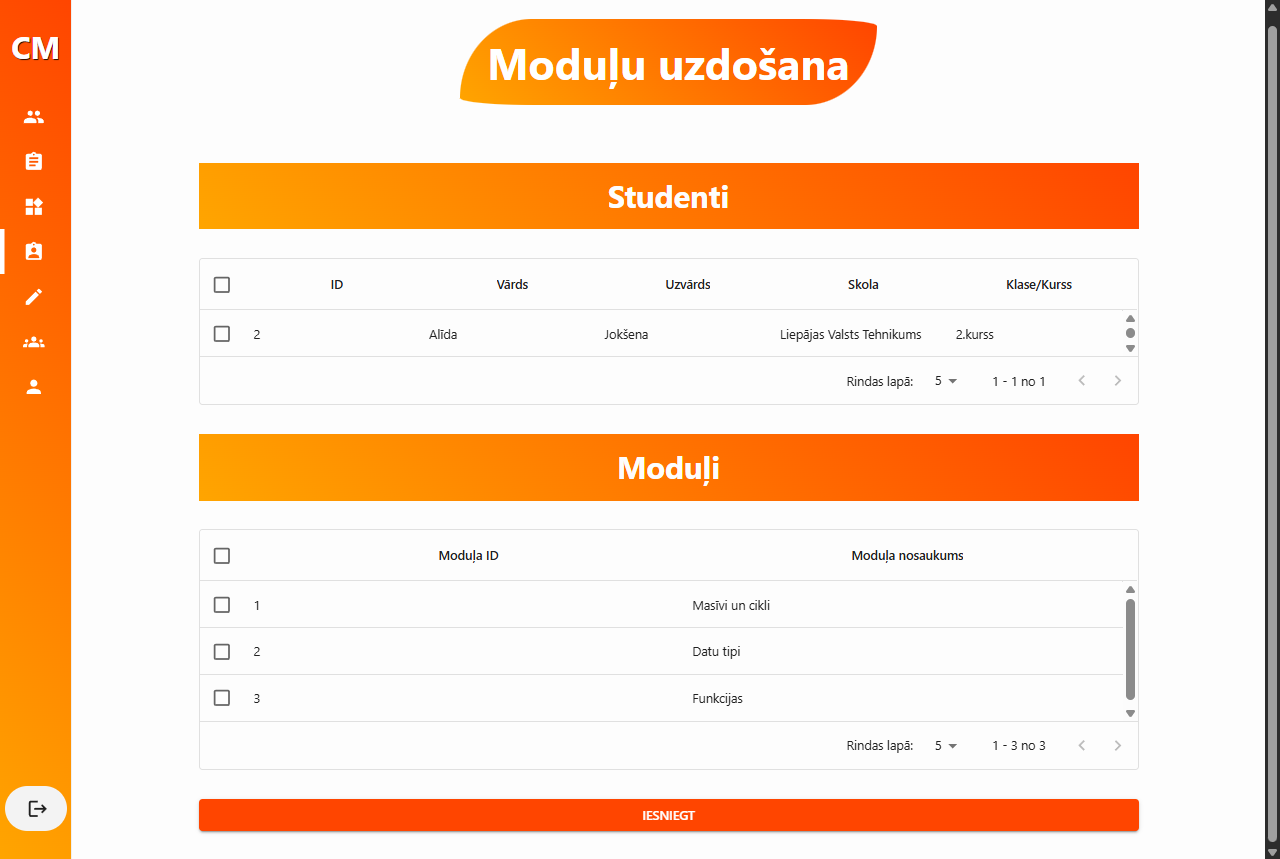 CM
Moduļu uzdošana
Studenti
ID Vārds Uzvārds Skola Klase/Kurss
2 Alīda Jokšena Liepājas Valsts Tehnikums 2.kurss
Rindas lapā: 5 1 - 1 no 1
Moduļi
Moduļa ID Moduļa nosaukums
1 Masīvi un cikli
2 Datu tipi
3 Funkcijas
Rindas lapā: 5 1 - 3 no 3
IESNIEGT